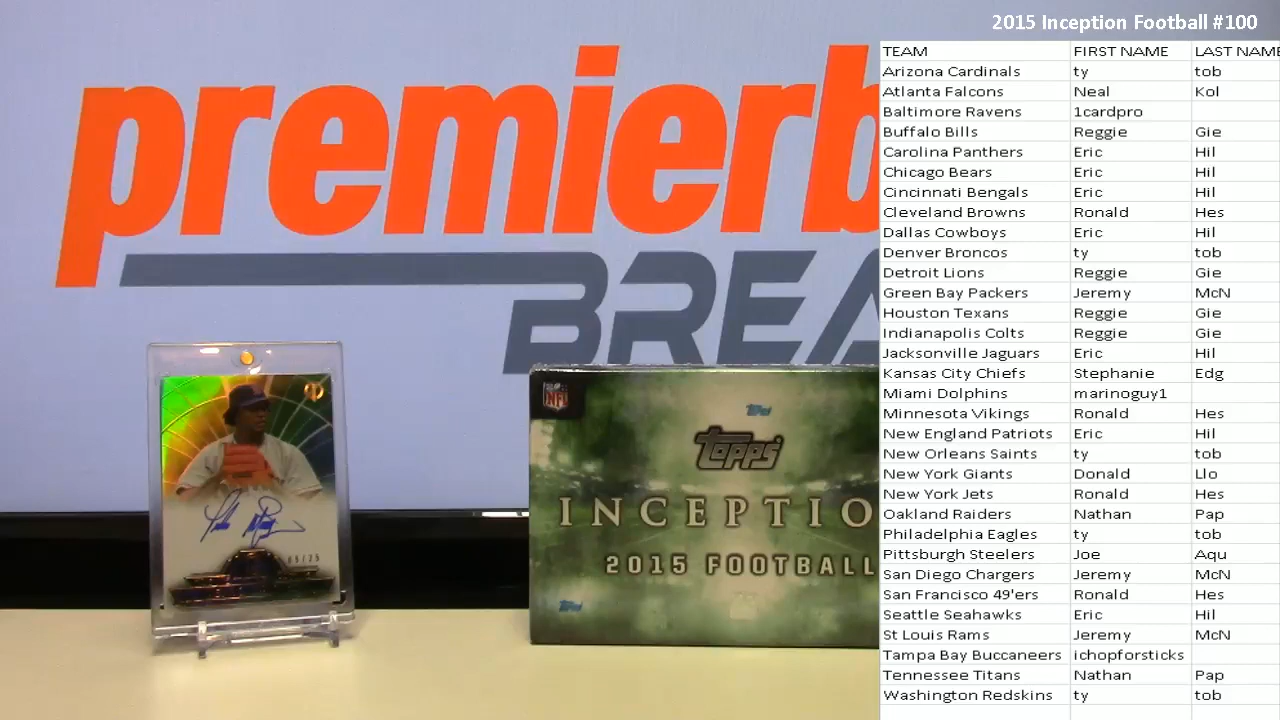 2015 Inception Football #100
premierb
BREA
TEAM FIRST NAME LAST NAME
Arizona Cardinals ty tob
Atlanta Falcons Neal Kol
Baltimore Ravens 1cardpro
Buffalo Bills Reggie Gie
Carolina Panthers Eric Hil
Chicago Bears Eric Hil
Cincinnati Bengals Eric Hil
Cleveland Browns Ronald Hes
Dallas Cowboys Eric Hil
Denver Broncos ty tob
Detroit Lions Reggie Gie
Green Bay Packers Jeremy McN
Houston Texans Reggie Gie
Indianapolis Colts Reggie Gie
Jacksonville Jaguars Eric Hil
Kansas City Chiefs Stephanie Edg
Miami Dolphins marinoguy1
Minnesota Vikings Ronald Hes
New England Patriots Eric Hil
New Orleans Saints ty tob
New York Giants Donald Llo
New York Jets Ronald Hes
Oakland Raiders Nathan Pap
Philadelphia Eagles ty tob
Pittsburgh Steelers Joe Aqu
San Diego Chargers Jeremy McN
San Francisco 49'ers Ronald Hes
Seattle Seahawks Eric Hil
St Louis Rams Jeremy McN
Tampa Bay Buccaneers ichopforsticks
Tennessee Titans Nathan Pap
Washington Redskins ty tob
NFL
Topps
Topps
INCEPTIO
2015 FOOTBALL
Topps